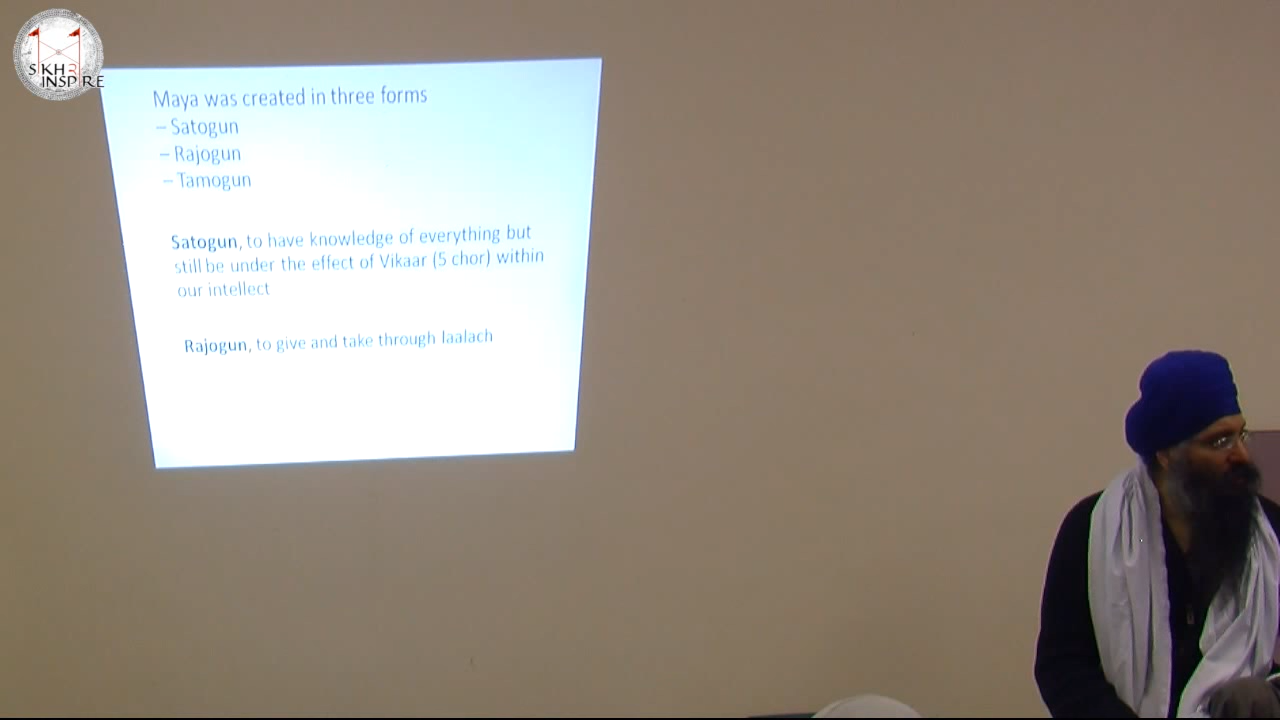 SIKHR
INSPIRE
Maya was created in three forms
– Satogun
– Rajogun
– Tamogun
Satogun, to have knowledge of everything but
still be under the effect of Vikaar (5 chor) within
our intellect
Rajogun, to give and take through laalach